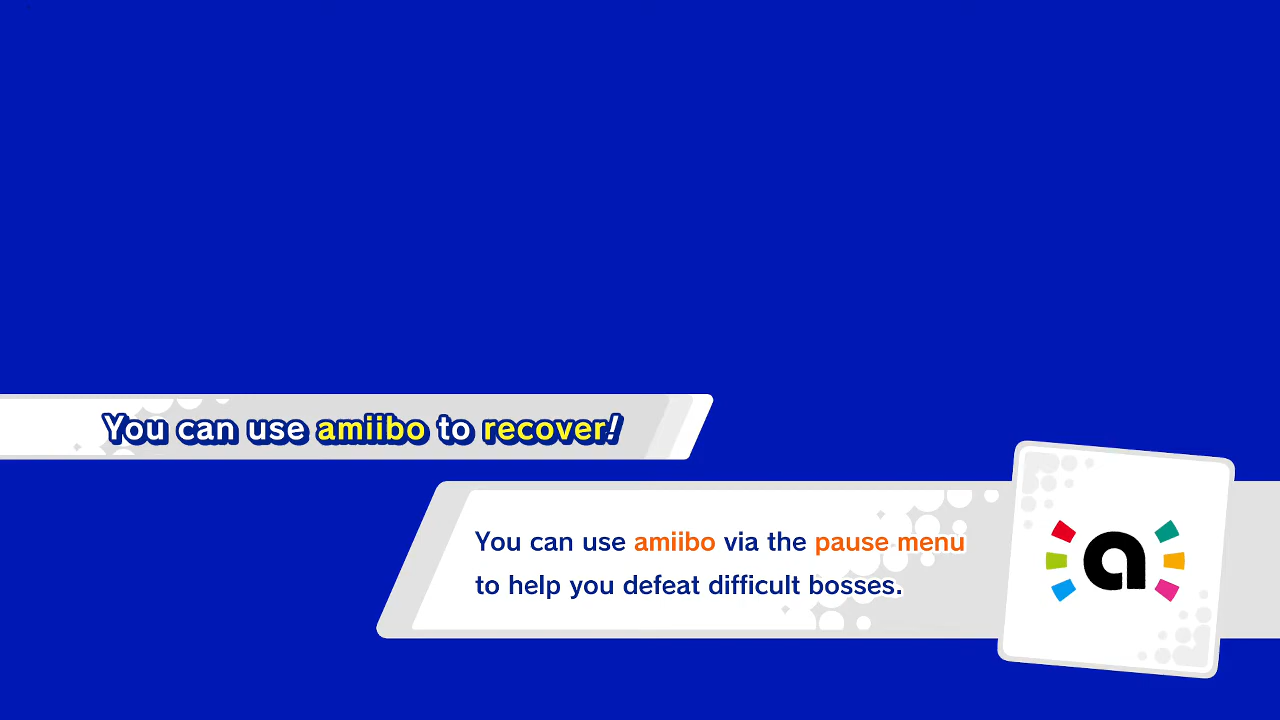 You can use amiibo to recover!
You can use amiibo via the pause menu
to help you defeat difficult bosses.
a